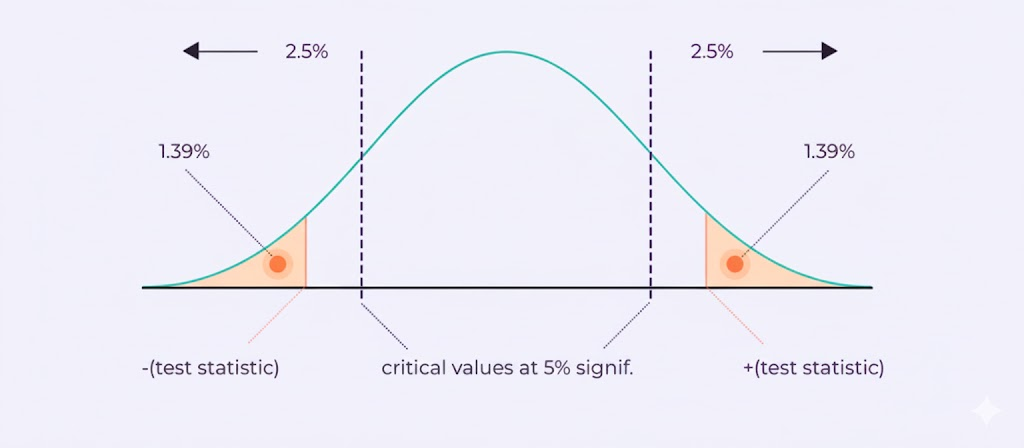 2.5%
2.5%
1.39%
1.39%
-(test statistic)
critical values at 5% signif.
+(test statistic)